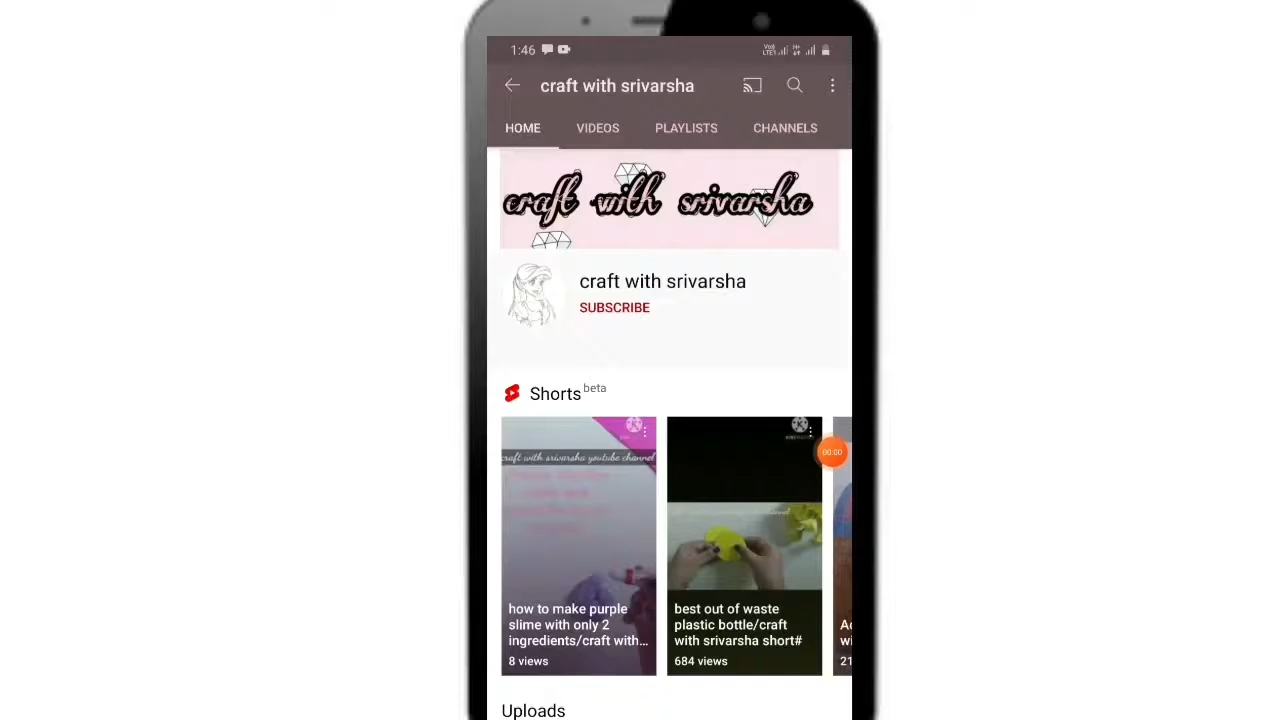 1:46
VoD
LTE1
craft with srivarsha
HOME VIDEOS PLAYLISTS CHANNELS
craft with srivarsha
craft with srivarsha
SUBSCRIBE
Shorts beta
craft with srivarsha youtube channel
how to make purple
slime with only 2
ingredients/craft with...
8 views
best out of waste
plastic bottle/craft
with srivarsha short#
684 views
00:00
Uploads